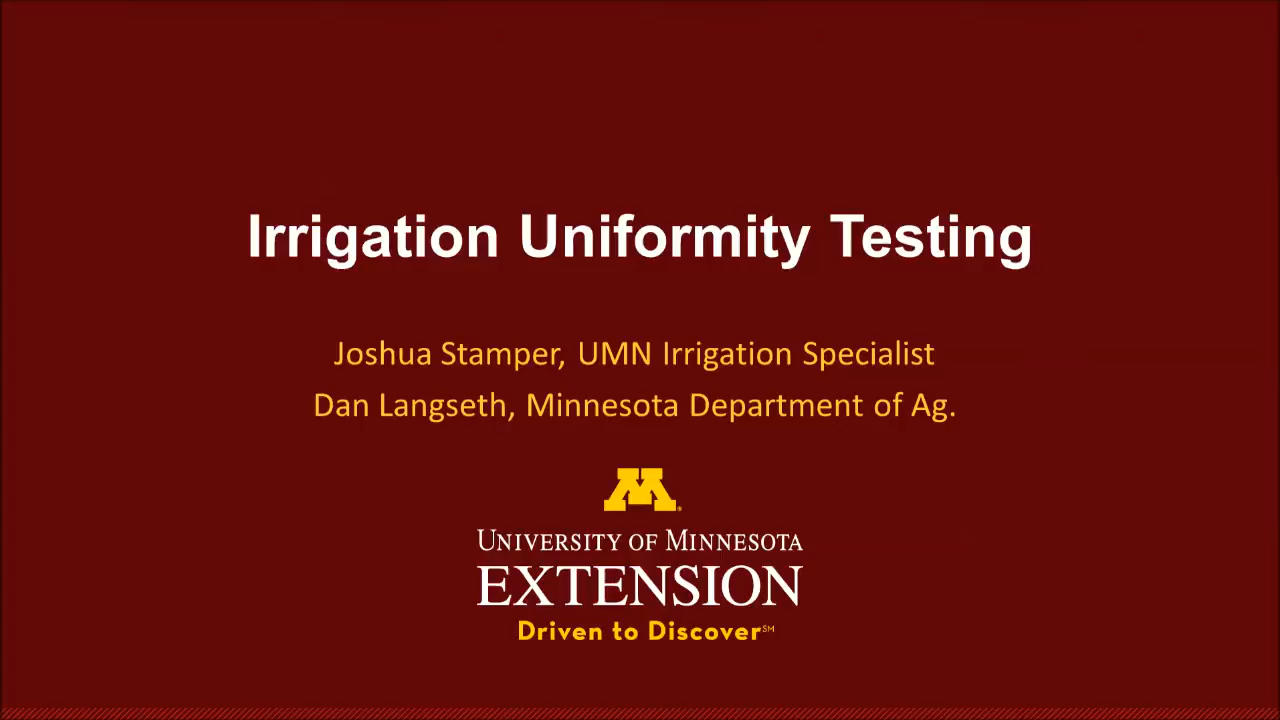 Irrigation Uniformity Testing
Joshua Stamper, UMN Irrigation Specialist
Dan Langseth, Minnesota Department of Ag.
M®
UNIVERSITY OF MINNESOTA
EXTENSION
Driven to Discover℠